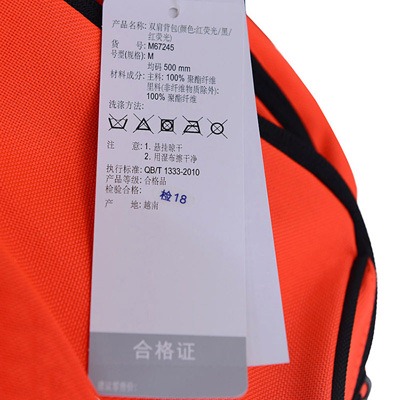 产品名称: 双肩背包(颜色:红荧光/黑/
红荧光)
货 号: M67245
号型(规格): M
均码 500 mm
材料成分: 主料: 100% 聚酯纤维
里料(非纤维物质除外):
100% 聚酯纤维
洗涤方法:
注 意: 1. 悬挂晾干
2. 用湿布擦干净
执行标准: QB/T 1333-2010
产品等级: 合格品
检验合格: 检18
产 地: 越南
合格证
建议零售价: